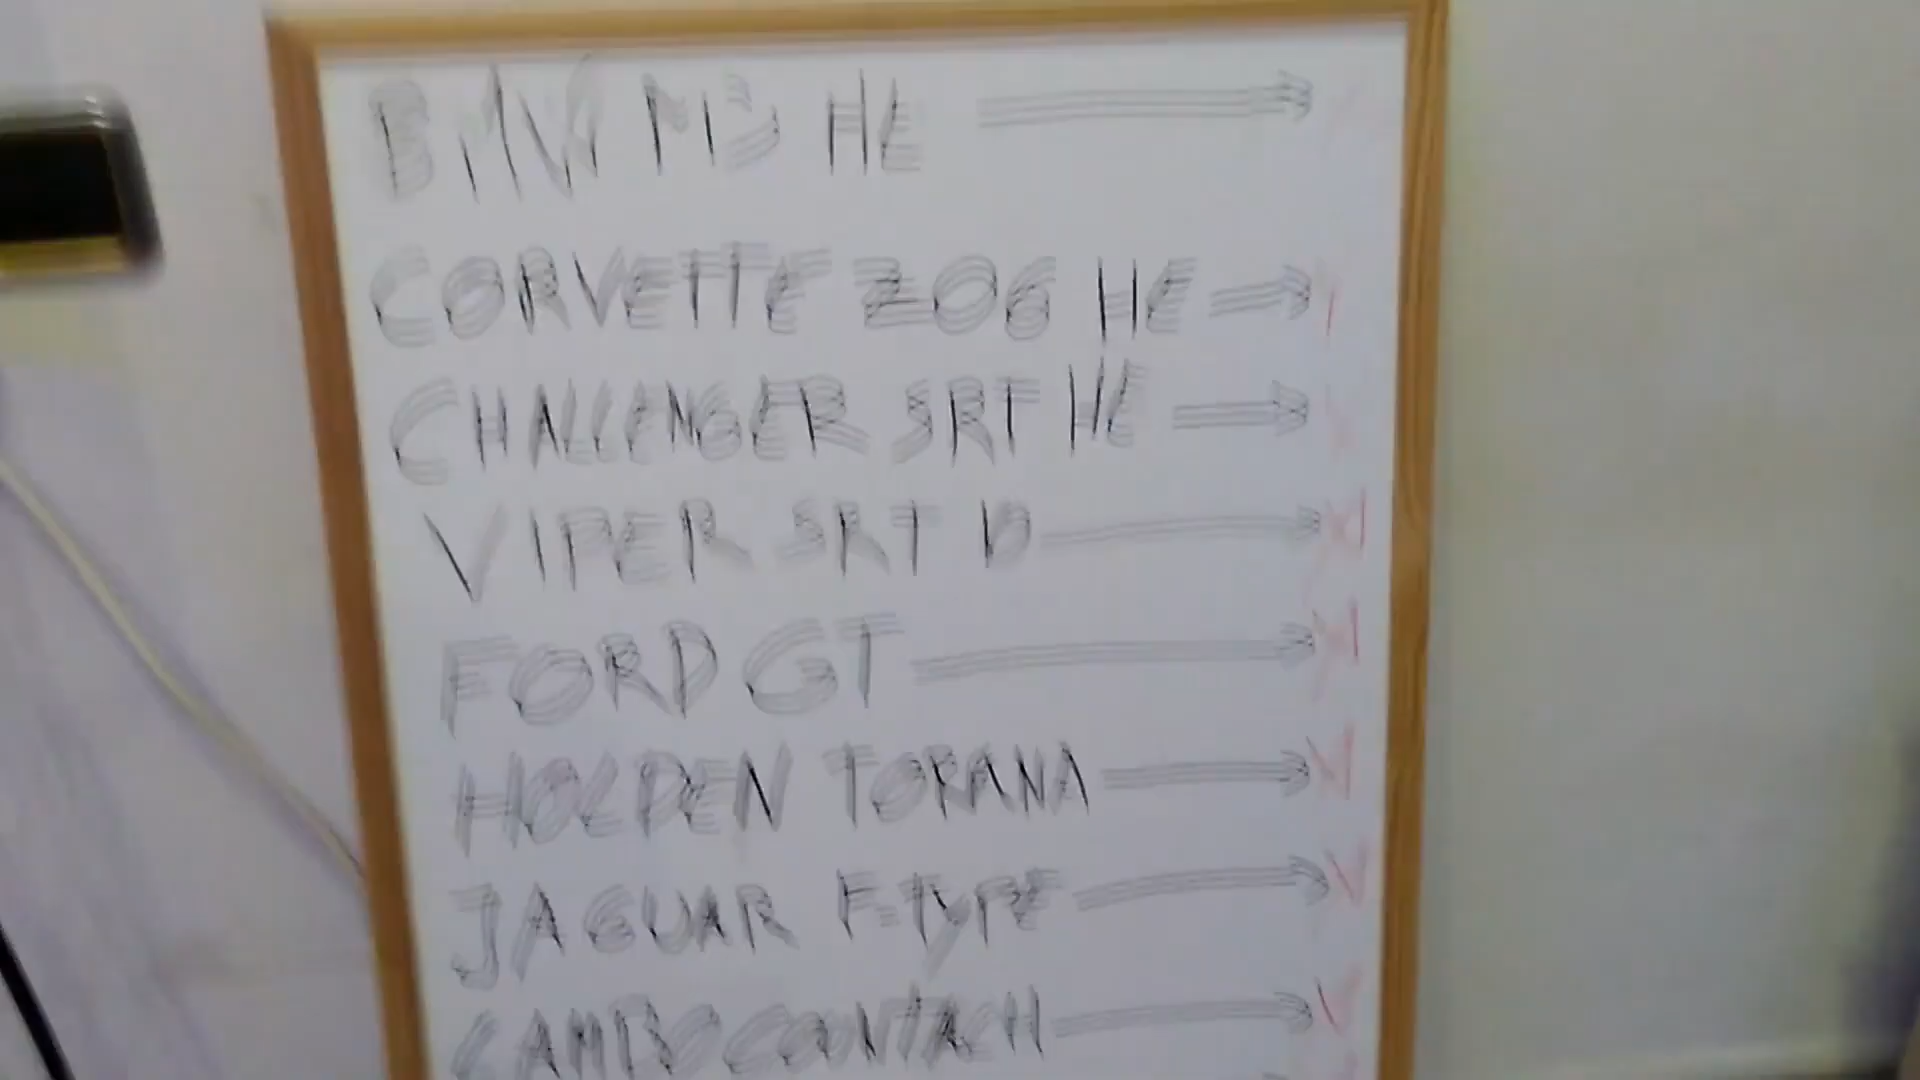 BMW M3 HE
CORVETTE Z06 HE
CHALLENGER SRT HE
VIPER SRT
FORD GT
HOLDEN TORANA
JAGUAR F-TYPE
LAMBO COUNTACH